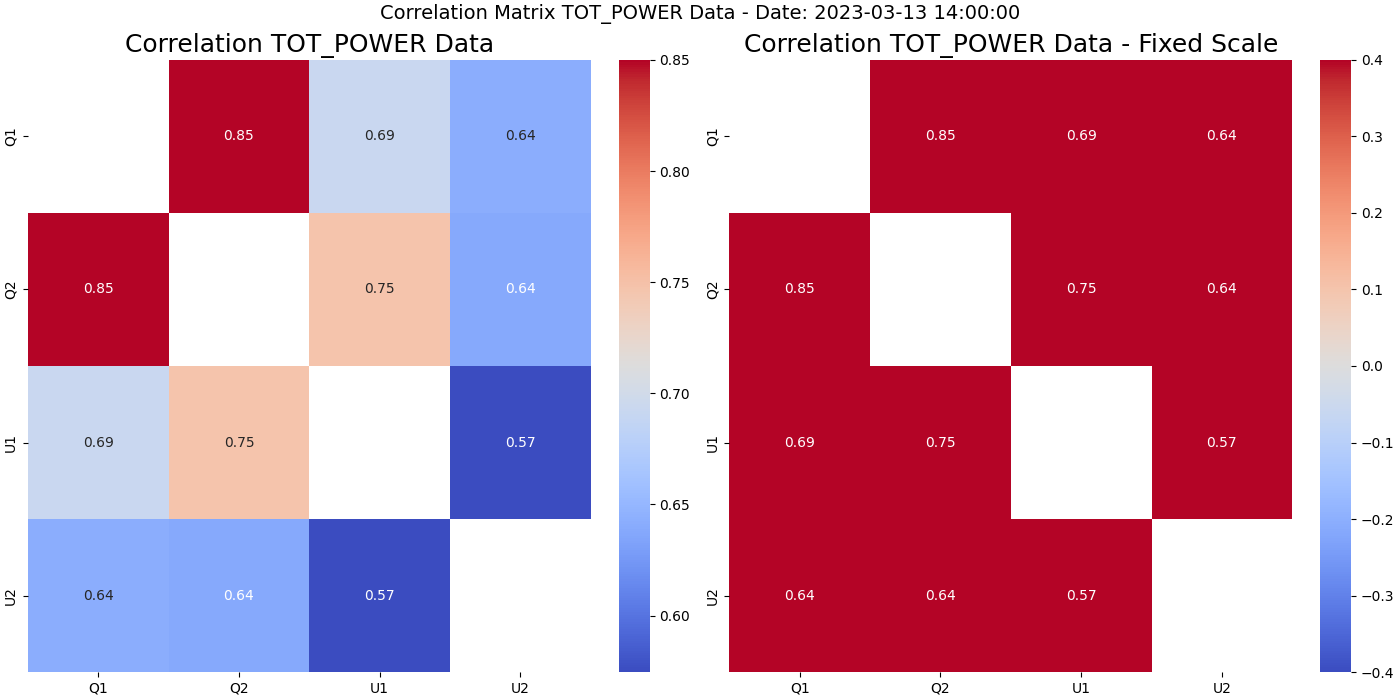 Correlation Matrix TOT_POWER Data - Date: 2023-03-13 14:00:00
Correlation TOT_POWER Data
Q1
Q2
U1
U2
0.85 0.69 0.64
0.85 0.75 0.64
0.69 0.75 0.57
0.64 0.64 0.57
Q1 Q2 U1 U2
0.85
0.80
0.75
0.70
0.65
0.60
Correlation TOT_POWER Data - Fixed Scale
Q1
Q2
U1
U2
0.85 0.69 0.64
0.85 0.75 0.64
0.69 0.75 0.57
0.64 0.64 0.57
Q1 Q2 U1 U2
0.4
0.3
0.2
0.1
0.0
−0.1
−0.2
−0.3
−0.4